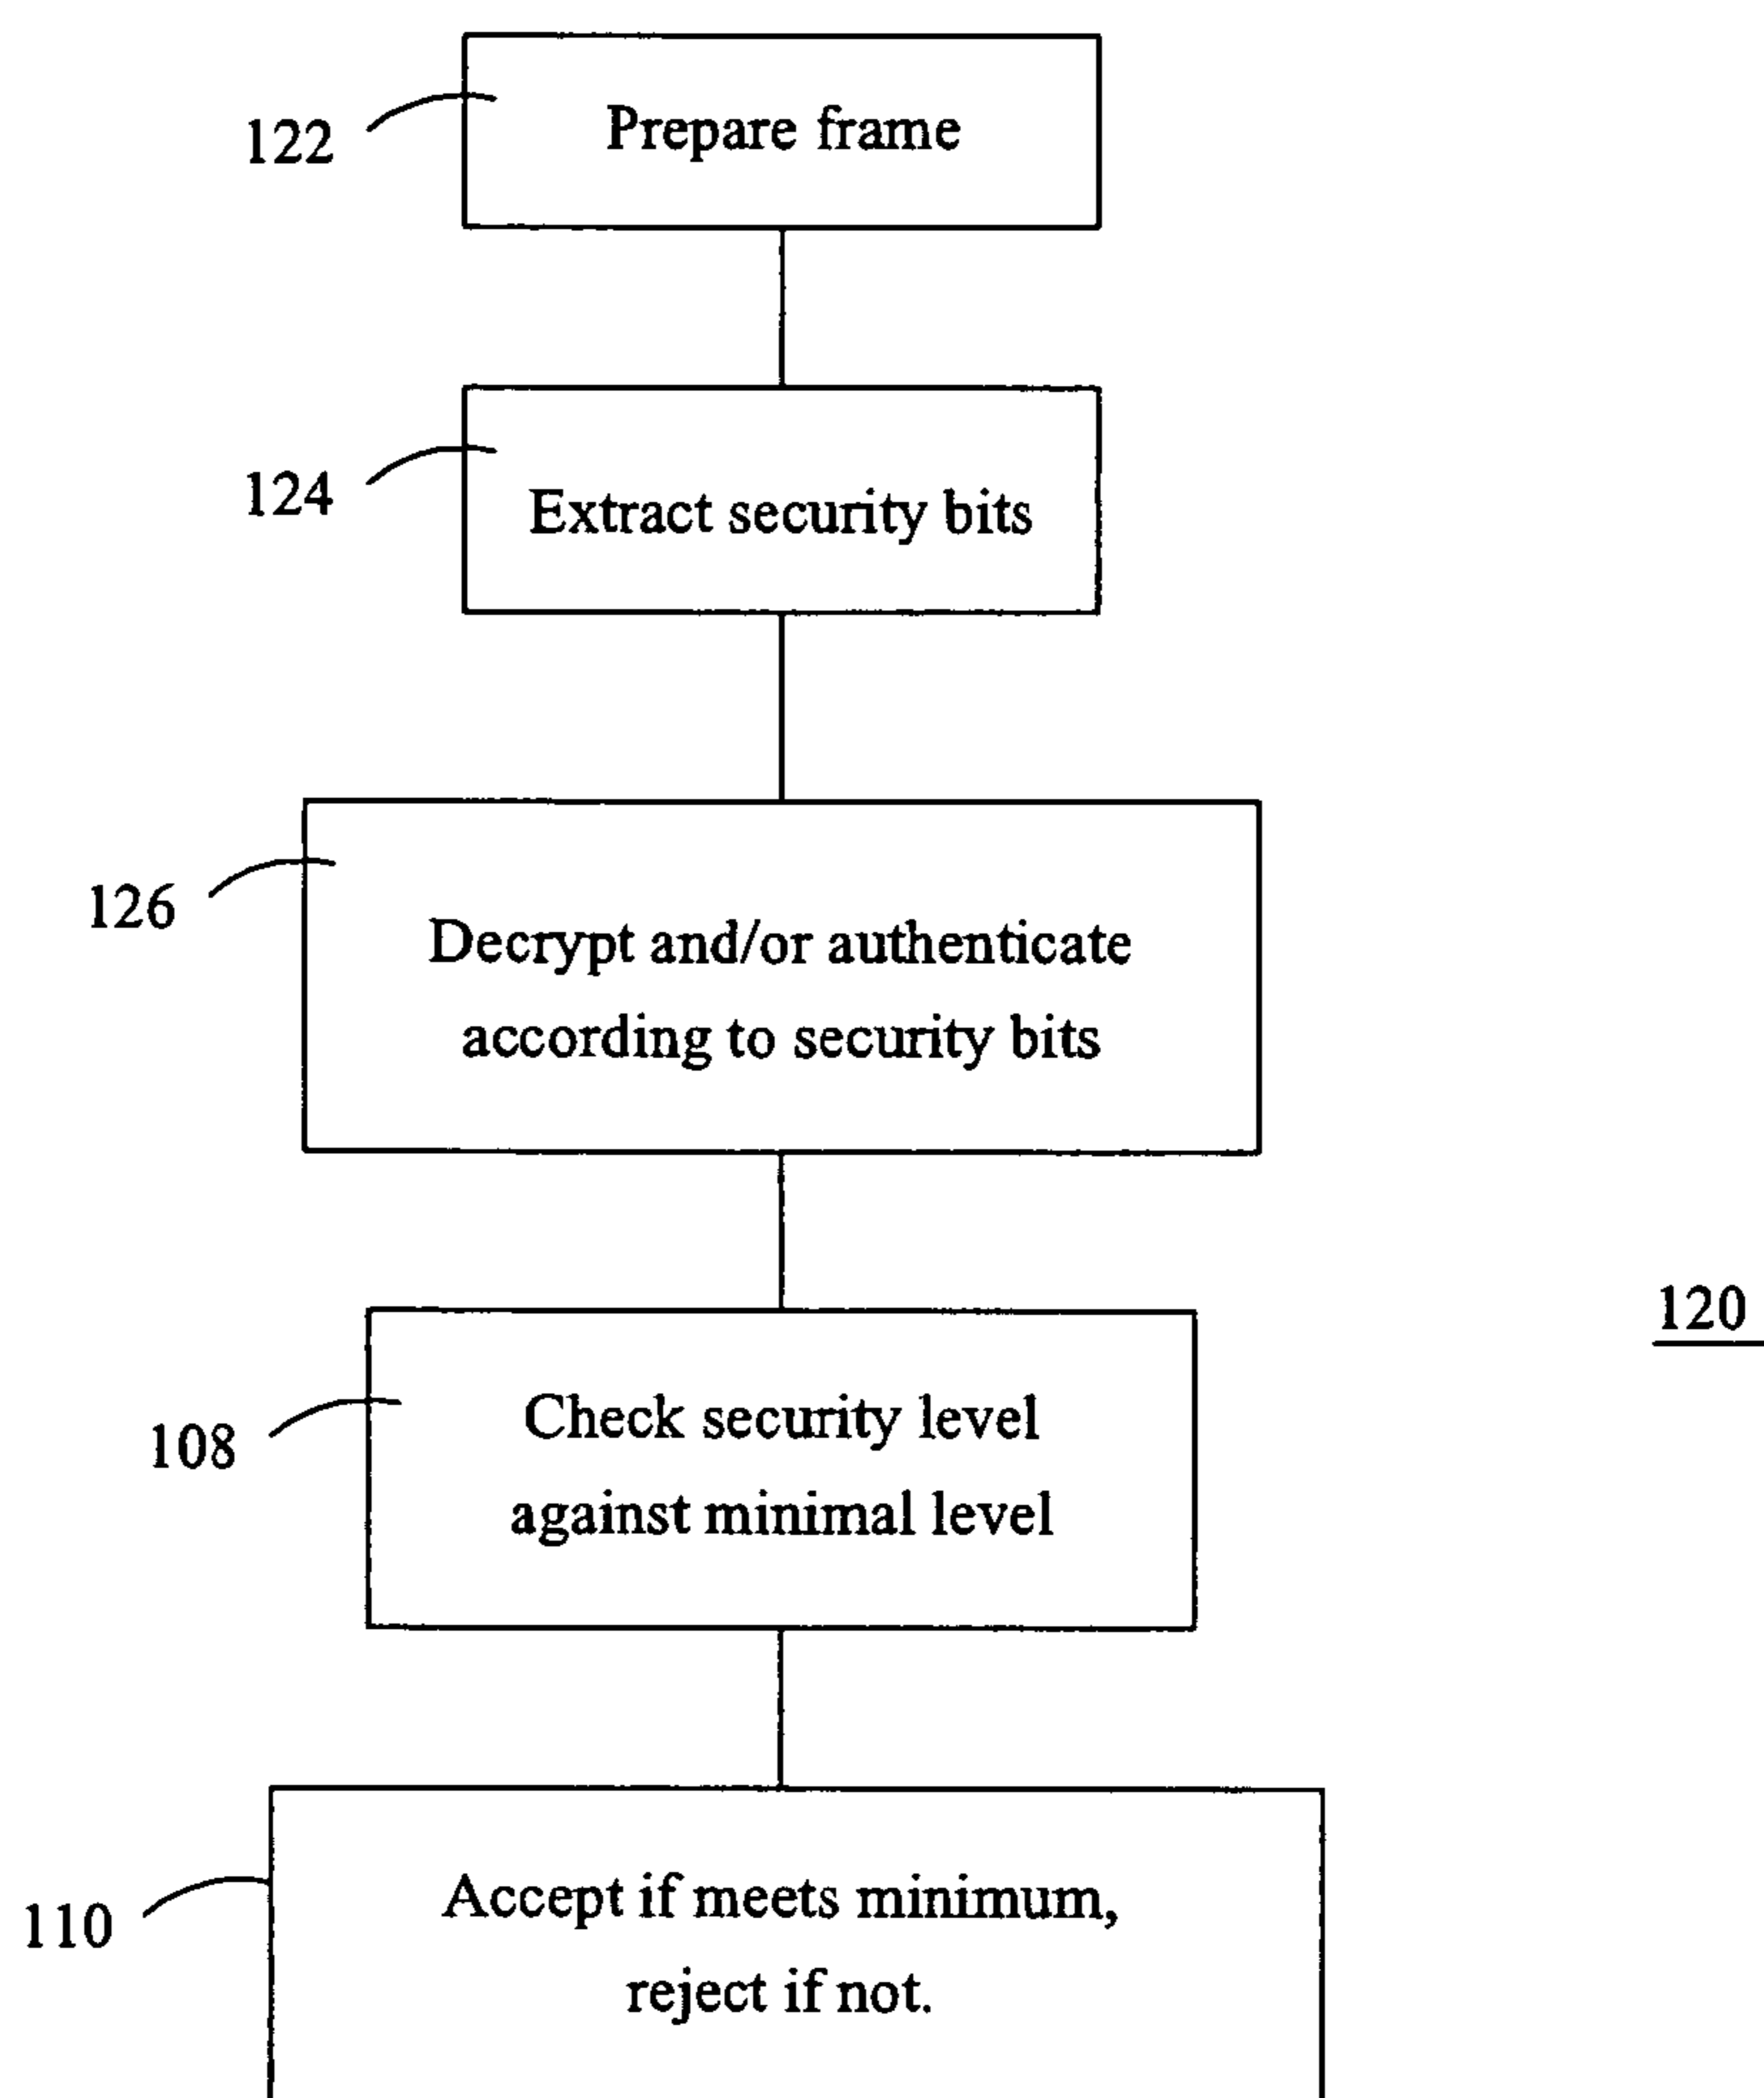 122
Prepare frame
124
Extract security bits
126
Decrypt and/or authenticate
according to security bits
120
108
Check security level
against minimal level
110
Accept if meets minimum,
reject if not.